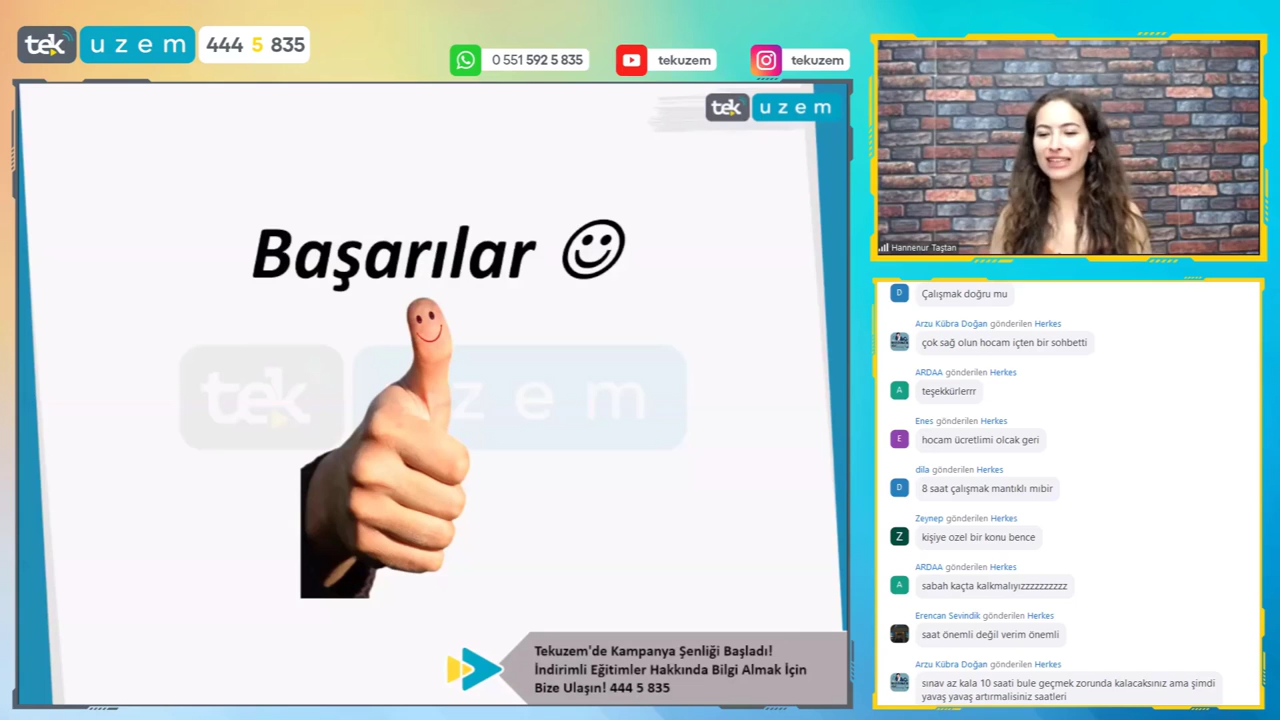 tek uzem 444 5 835
0 551 592 5 835
tekuzem
tekuzem
tek uzem
Başarılar
tek uzem
Tekuzem'de Kampanya Şenliği Başladı!
İndirimli Eğitimler Hakkında Bilgi Almak İçin
Bize Ulaşın! 444 5 835
Hannenur Taştan
D
Çalışmak doğru mu
Arzu Kübra Doğan gönderilen Herkes
çok sağ olun hocam içten bir sohbetti
ARDAA gönderilen Herkes
A
teşekkürlerrr
Enes gönderilen Herkes
E
hocam ücretlimi olcak geri
dila gönderilen Herkes
D
8 saat çalışmak mantıklı mıbir
Zeynep gönderilen Herkes
Z
kişiye ozel bir konu bence
ARDAA gönderilen Herkes
A
sabah kaçta kalkmalıyızzzzzzzzzz
Erencan Sevindik gönderilen Herkes
saat önemli değil verim önemli
Arzu Kübra Doğan gönderilen Herkes
sınav az kala 10 saati bule geçmek zorunda kalacaksınız ama şimdi
yavaş yavaş artırmalisiniz saatleri